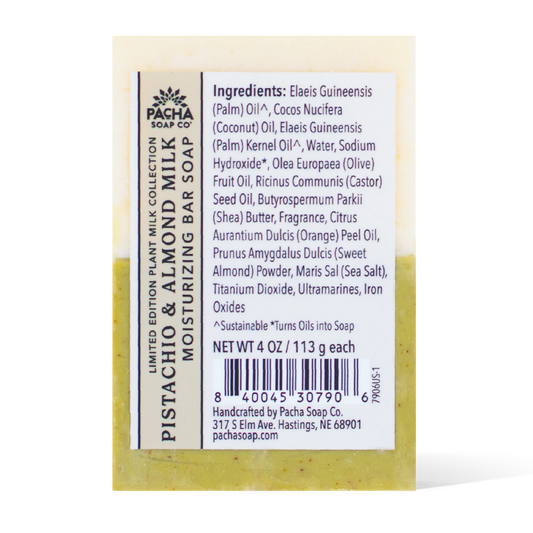 PACHA
SOAP CO
LIMITED EDITION PLANT MILK COLLECTION
PISTACHIO & ALMOND MILK
MOISTURIZING BAR SOAP
Ingredients: Elaeis Guineensis
(Palm) Oil^, Cocos Nucifera
(Coconut) Oil, Elaeis Guineensis
(Palm) Kernel Oil^, Water, Sodium
Hydroxide*, Olea Europaea (Olive)
Fruit Oil, Ricinus Communis (Castor)
Seed Oil, Butyrospermum Parkii
(Shea) Butter, Fragrance, Citrus
Aurantium Dulcis (Orange) Peel Oil,
Prunus Amygdalus Dulcis (Sweet
Almond) Powder, Maris Sal (Sea Salt),
Titanium Dioxide, Ultramarines, Iron
Oxides
^Sustainable *Turns Oils into Soap
NET WT 4 OZ / 113 g each
8 40045 30790 6
7906US-1
Handcrafted by Pacha Soap Co.
317 S Elm Ave. Hastings, NE 68901
pachasoap.com